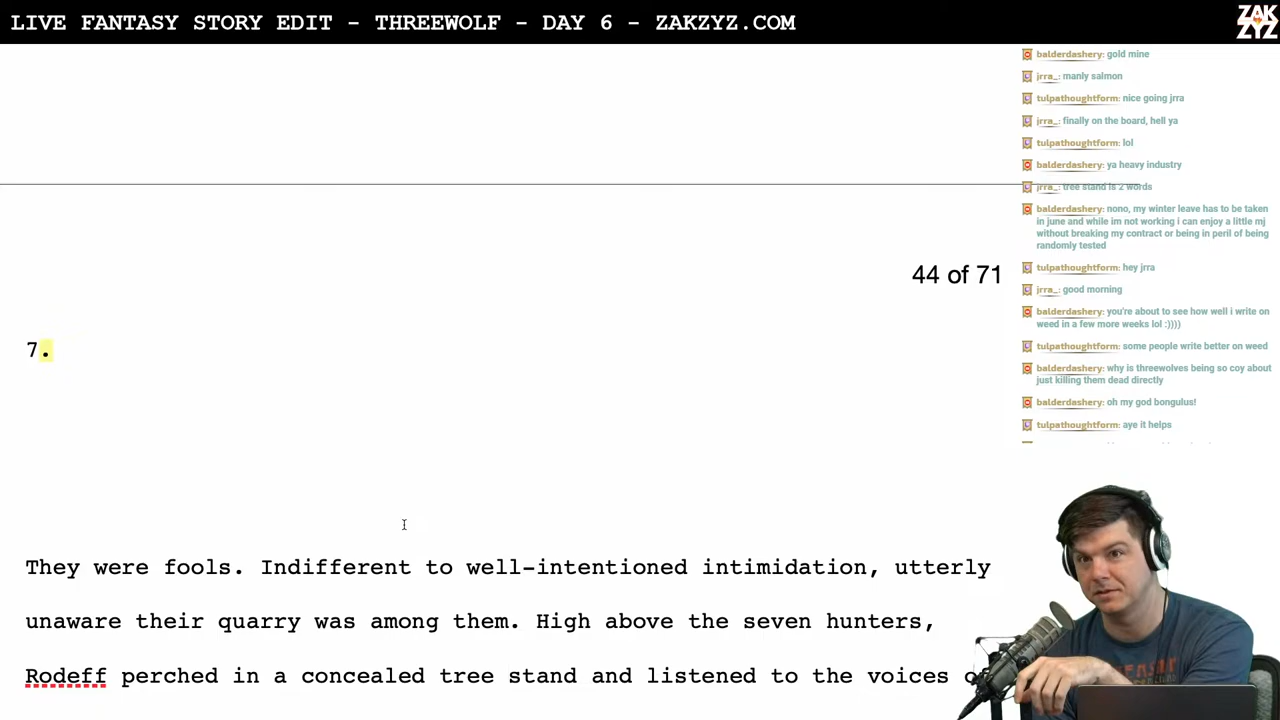 LIVE FANTASY STORY EDIT - THREEWOLF - DAY 6 - ZAKZYZ.COM
ZAK
ZYZ
balderdashery: gold mine
jrra_: manly salmon
tulpathoughtform: nice going jrra
jrra_: finally on the board, hell ya
tulpathoughtform: lol
balderdashery: ya heavy industry
jrra_: tree stand is 2 words
balderdashery: nono, my winter leave has to be taken
in june and while im not working i can enjoy a little mj
without breaking my contract or being in peril of being
randomly tested
tulpathoughtform: hey jrra
jrra_: good morning
balderdashery: you're about to see how well i write on
weed in a few more weeks lol :))))
tulpathoughtform: some people write better on weed
balderdashery: why is threewolves being so coy about
just killing them dead directly
balderdashery: oh my god bongulus!
tulpathoughtform: aye it helps
44 of 71
7.
They were fools. Indifferent to well-intentioned intimidation, utterly
unaware their quarry was among them. High above the seven hunters,
Rodeff perched in a concealed tree stand and listened to the voices